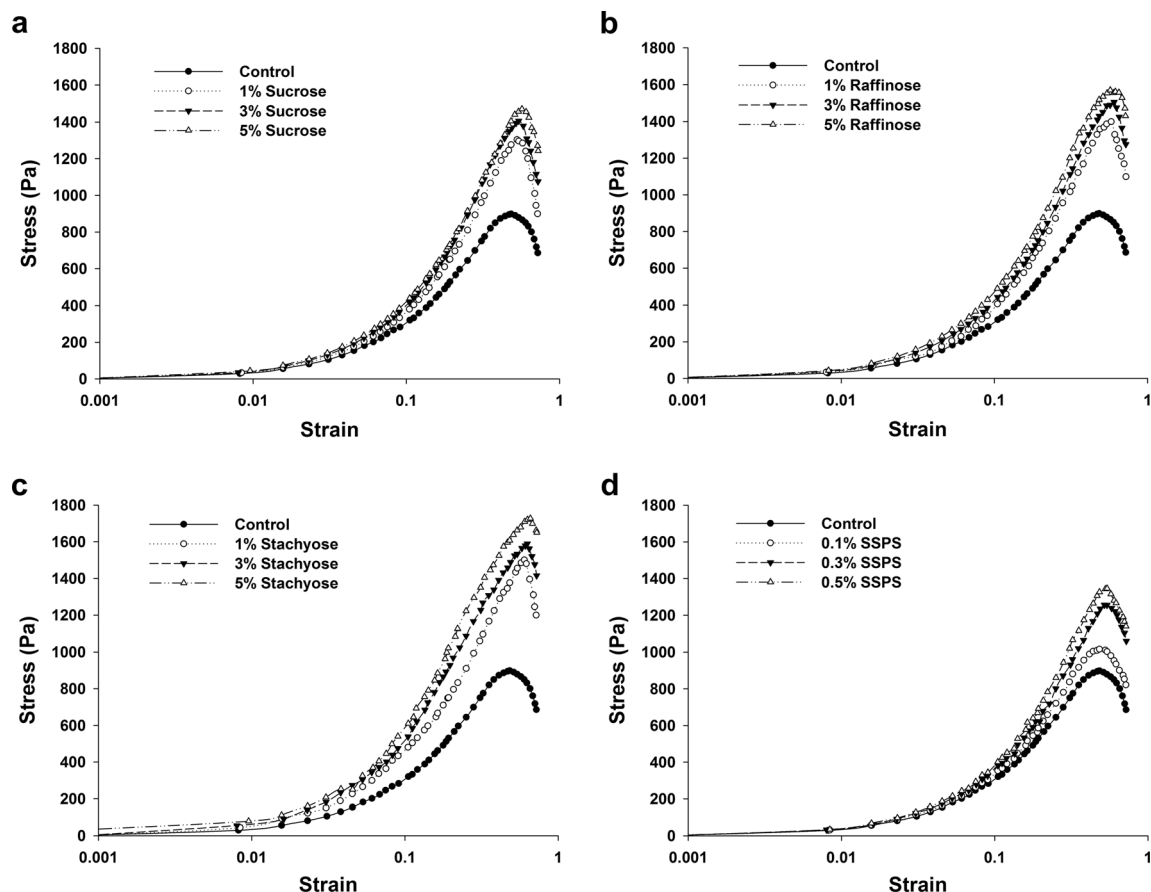 a
1800
1600
1400
1200
1000
800
600
400
200
0
Stress (Pa)
Control
1% Sucrose
3% Sucrose
5% Sucrose
0.001 0.01 0.1 1
Strain
b
1800
1600
1400
1200
1000
800
600
400
200
0
Stress (Pa)
Control
1% Raffinose
3% Raffinose
5% Raffinose
0.001 0.01 0.1 1
Strain
c
1800
1600
1400
1200
1000
800
600
400
200
0
Stress (Pa)
Control
1% Stachyose
3% Stachyose
5% Stachyose
0.001 0.01 0.1 1
Strain
d
1800
1600
1400
1200
1000
800
600
400
200
0
Stress (Pa)
Control
0.1% SSPS
0.3% SSPS
0.5% SSPS
0.001 0.01 0.1 1
Strain